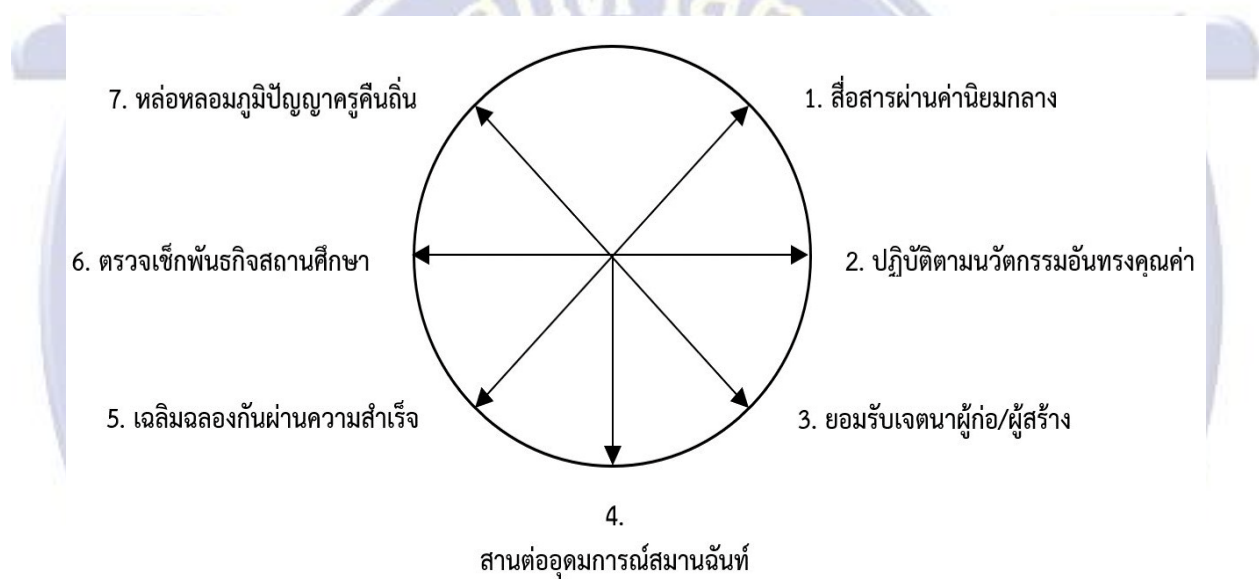 7. หล่อหลอมภูมิปัญญาครูคืนถิ่น
1. สื่อสารผ่านค่านิยมกลาง
6. ตรวจเช็กพันธกิจสถานศึกษา
2. ปฏิบัติตามนวัตกรรมอันทรงคุณค่า
5. เฉลิมฉลองกันผ่านความสำเร็จ
3. ยอมรับเจตนาผู้ก่อ/ผู้สร้าง
4.
สานต่ออุดมการณ์สมานฉันท์